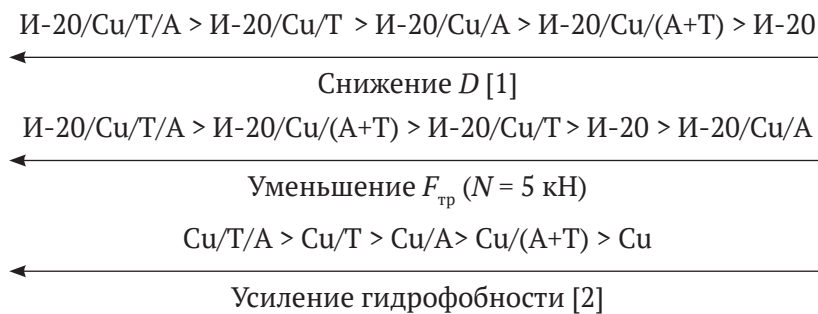 И-20/Cu/T/A > И-20/Cu/T > И-20/Cu/A > И-20/Cu/(A+T) > И-20
Снижение D [1]
И-20/Cu/T/A > И-20/Cu/(A+T) > И-20/Cu/T > И-20 > И-20/Cu/A
Уменьшение Fтр (N = 5 кН)
Cu/T/A > Cu/T > Cu/A> Cu/(A+T) > Cu
Усиление гидрофобности [2]